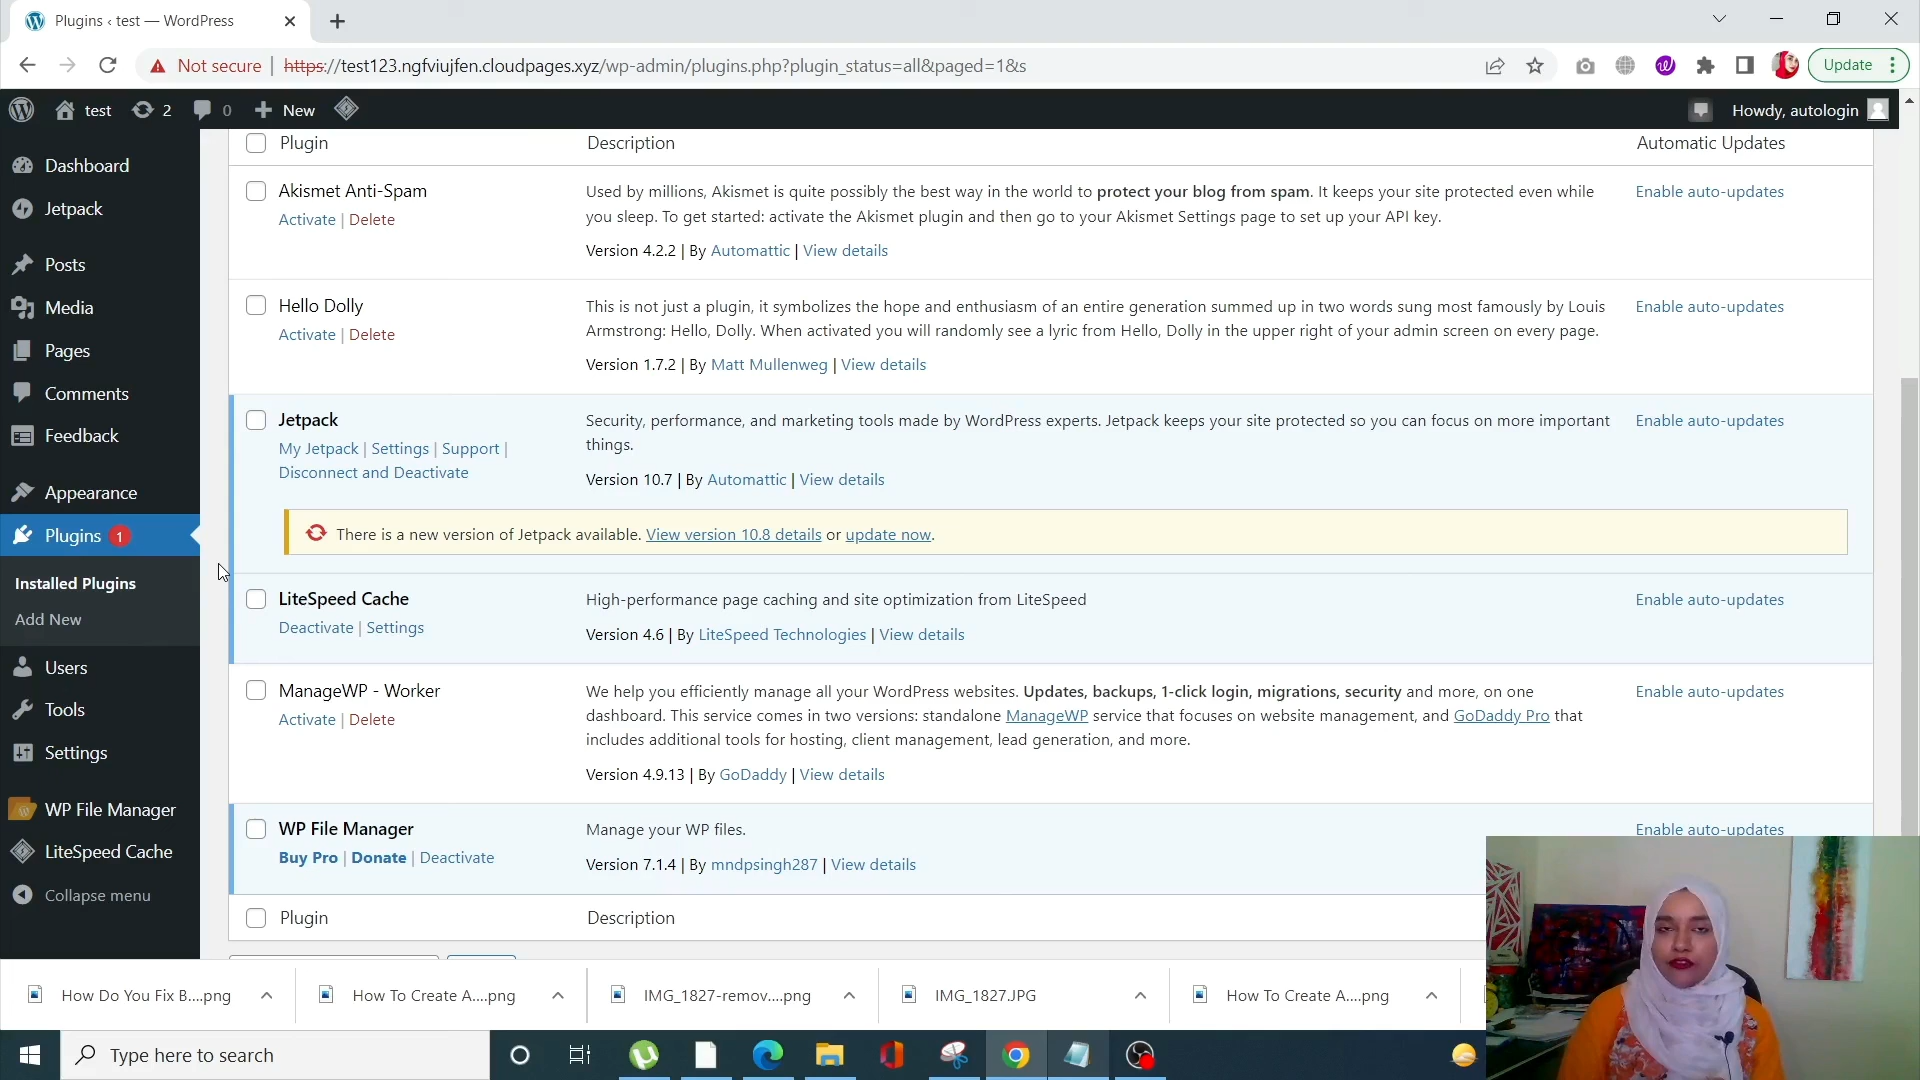 Plugins ‹ test — WordPress
Not secure | https://test123.ngfviujfen.cloudpages.xyz/wp-admin/plugins.php?plugin_status=all&paged=1&s
Update
test 2 0 New
Howdy, autologin
Dashboard
Jetpack
Posts
Media
Pages
Comments
Feedback
Appearance
Plugins 1
Installed Plugins
Add New
Users
Tools
Settings
WP File Manager
LiteSpeed Cache
Collapse menu
Plugin Description Automatic Updates
Akismet Anti-Spam
Activate | Delete
Used by millions, Akismet is quite possibly the best way in the world to protect your blog from spam. It keeps your site protected even while
you sleep. To get started: activate the Akismet plugin and then go to your Akismet Settings page to set up your API key.
Version 4.2.2 | By Automattic | View details
Enable auto-updates
Hello Dolly
Activate | Delete
This is not just a plugin, it symbolizes the hope and enthusiasm of an entire generation summed up in two words sung most famously by Louis
Armstrong: Hello, Dolly. When activated you will randomly see a lyric from Hello, Dolly in the upper right of your admin screen on every page.
Version 1.7.2 | By Matt Mullenweg | View details
Enable auto-updates
Jetpack
My Jetpack | Settings | Support |
Disconnect and Deactivate
Security, performance, and marketing tools made by WordPress experts. Jetpack keeps your site protected so you can focus on more important
things.
Version 10.7 | By Automattic | View details
Enable auto-updates
There is a new version of Jetpack available. View version 10.8 details or update now.
LiteSpeed Cache
Deactivate | Settings
High-performance page caching and site optimization from LiteSpeed
Version 4.6 | By LiteSpeed Technologies | View details
Enable auto-updates
ManageWP - Worker
Activate | Delete
We help you efficiently manage all your WordPress websites. Updates, backups, 1-click login, migrations, security and more, on one
dashboard. This service comes in two versions: standalone ManageWP service that focuses on website management, and GoDaddy Pro that
includes additional tools for hosting, client management, lead generation, and more.
Version 4.9.13 | By GoDaddy | View details
Enable auto-updates
WP File Manager
Buy Pro | Donate | Deactivate
Manage your WP files.
Version 7.1.4 | By mndpsingh287 | View details
Enable auto-updates
Plugin Description
How Do You Fix B....png
How To Create A....png
IMG_1827-remov....png
IMG_1827.JPG
How To Create A....png
Type here to search